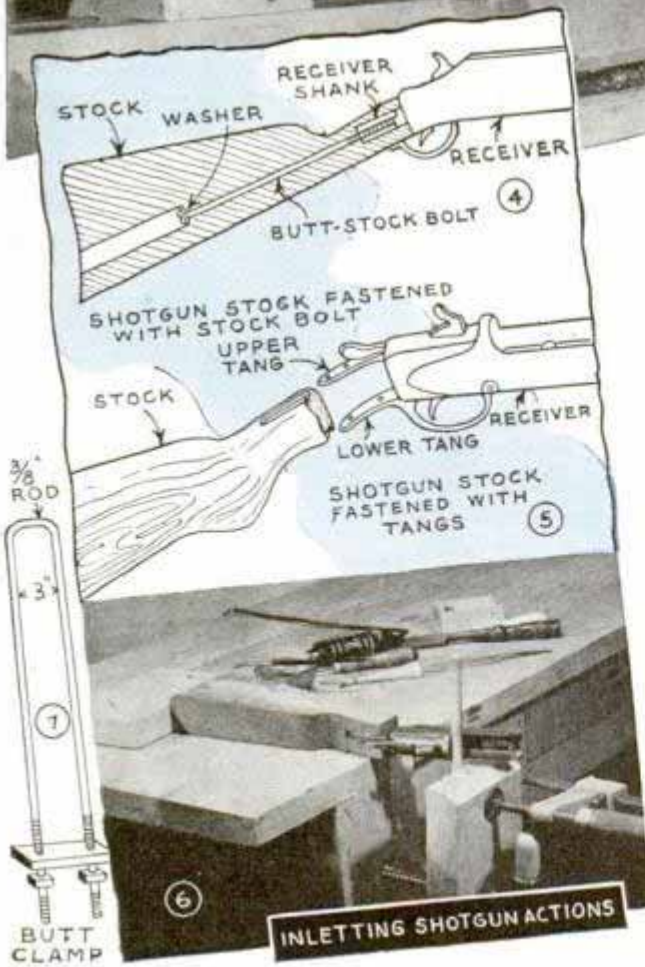 STOCK
WASHER
RECEIVER
SHANK
RECEIVER
④
BUTT-STOCK BOLT
SHOTGUN STOCK FASTENED
WITH STOCK BOLT
UPPER
TANG
STOCK
RECEIVER
LOWER TANG
SHOTGUN STOCK
FASTENED WITH
TANGS
⑤
3/8"
ROD
3"
⑦
BUTT
CLAMP
⑥
INLETTING SHOTGUN ACTIONS